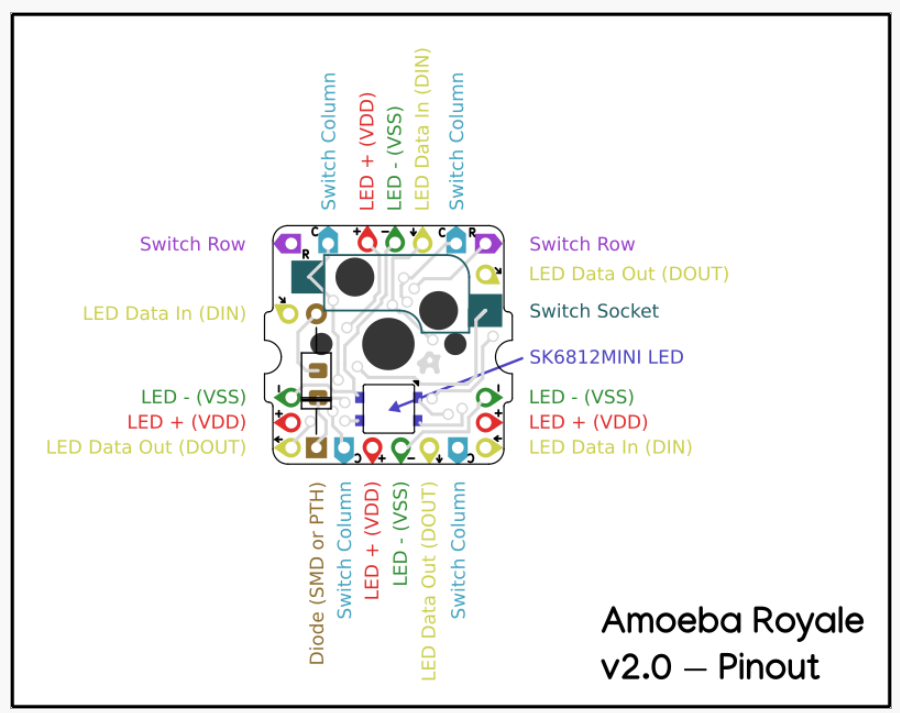 Switch Column
LED + (VDD)
LED - (VSS)
LED Data In (DIN)
Switch Column
Switch Row
C
+
−
C
R
Switch Row
R
LED Data Out (DOUT)
LED Data In (DIN)
Switch Socket
SK6812MINI LED
LED - (VSS)
-
-
LED - (VSS)
LED + (VDD)
+
+
LED + (VDD)
LED Data Out (DOUT)
LED Data In (DIN)
C
+
−
C
Diode (SMD or PTH)
Switch Column
LED + (VDD)
LED - (VSS)
LED Data Out (DOUT)
Switch Column
Amoeba Royale
v2.0 — Pinout